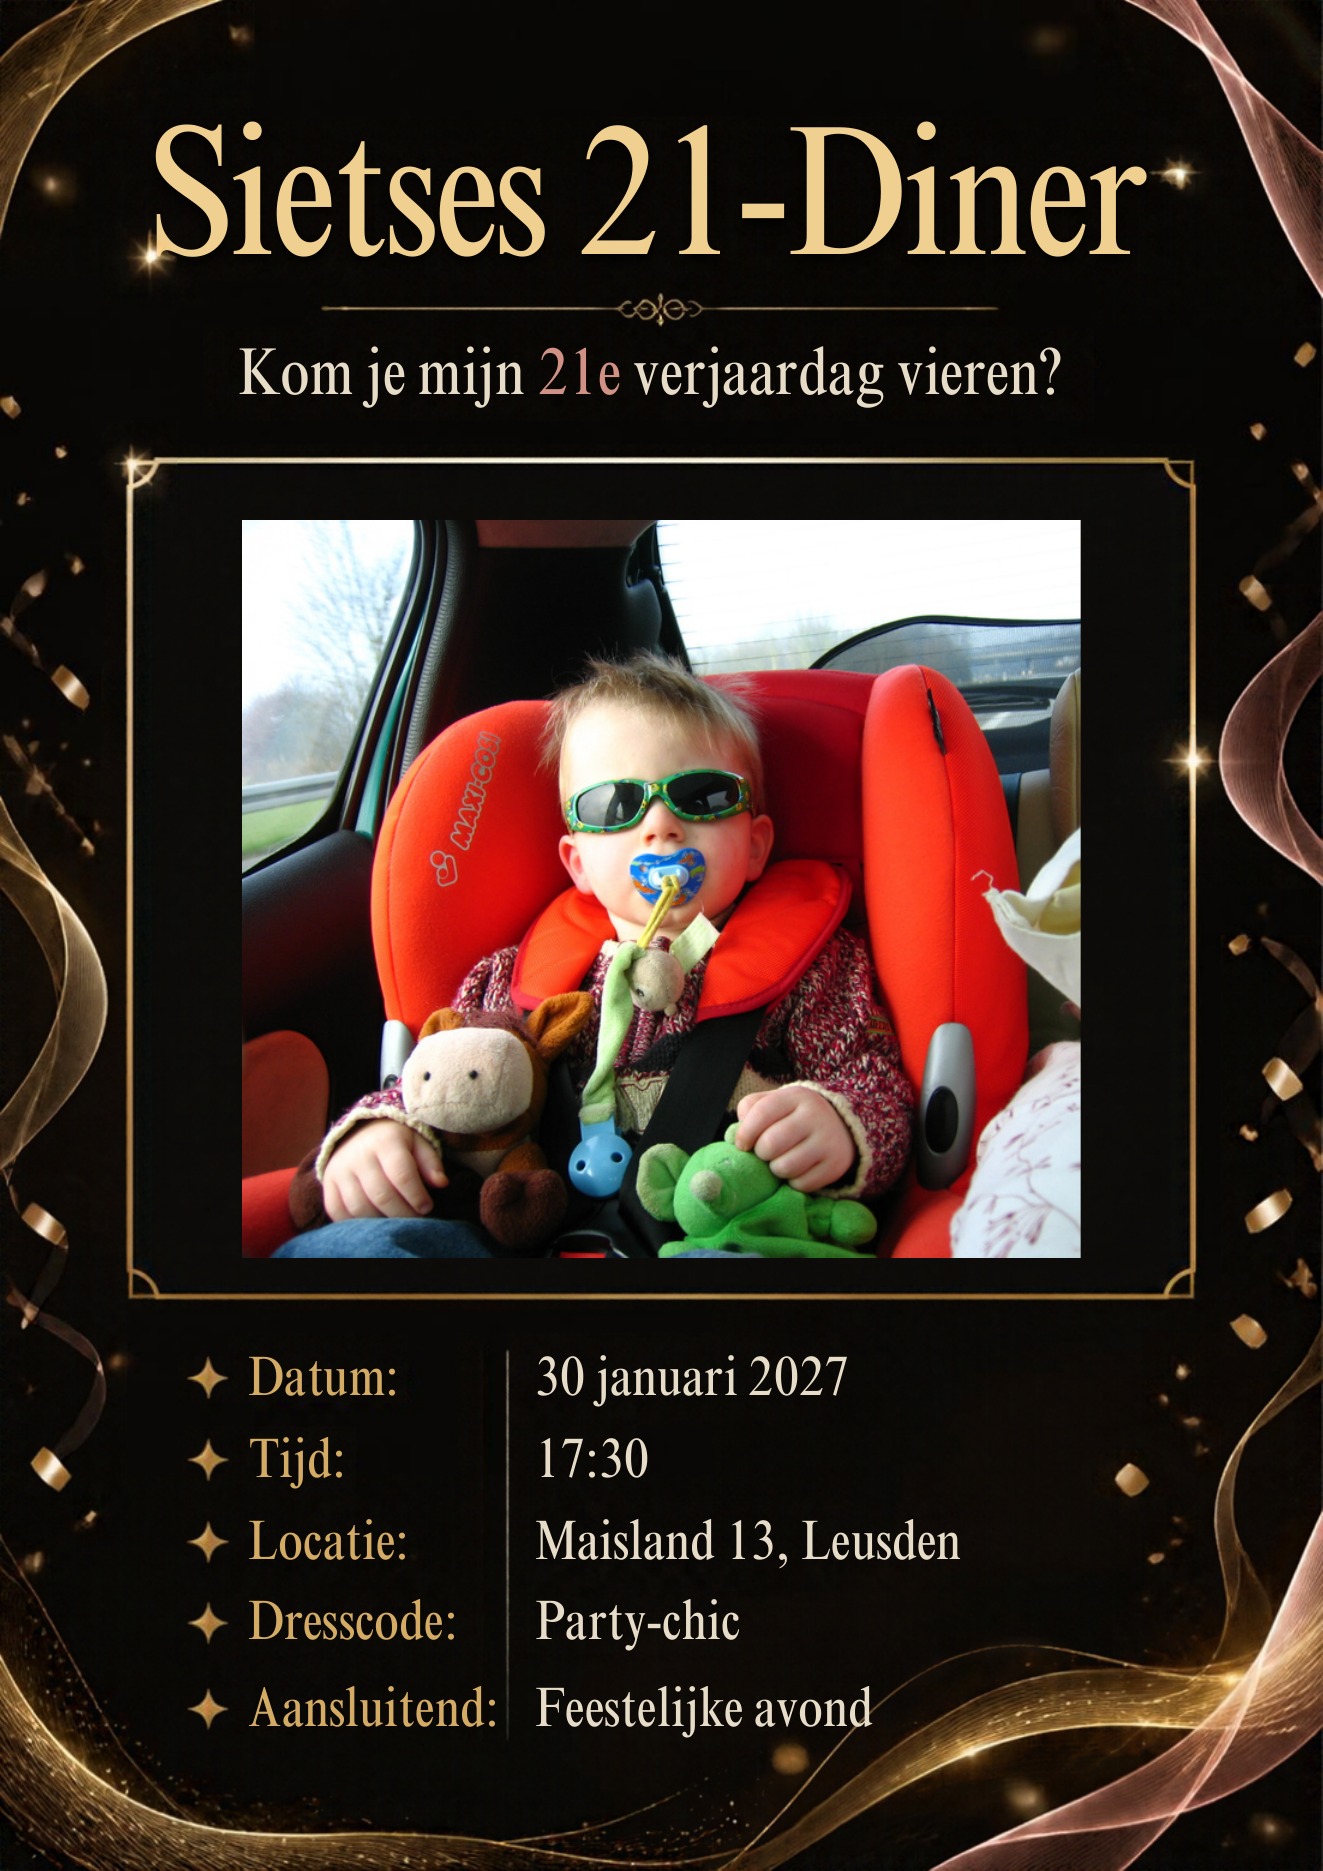 Sietses 21-Diner
Kom je mijn 21e verjaardag vieren?
MAXI-COSI
Datum: 30 januari 2027
Tijd: 17:30
Locatie: Maisland 13, Leusden
Dresscode: Party-chic
Aansluitend: Feestelijke avond